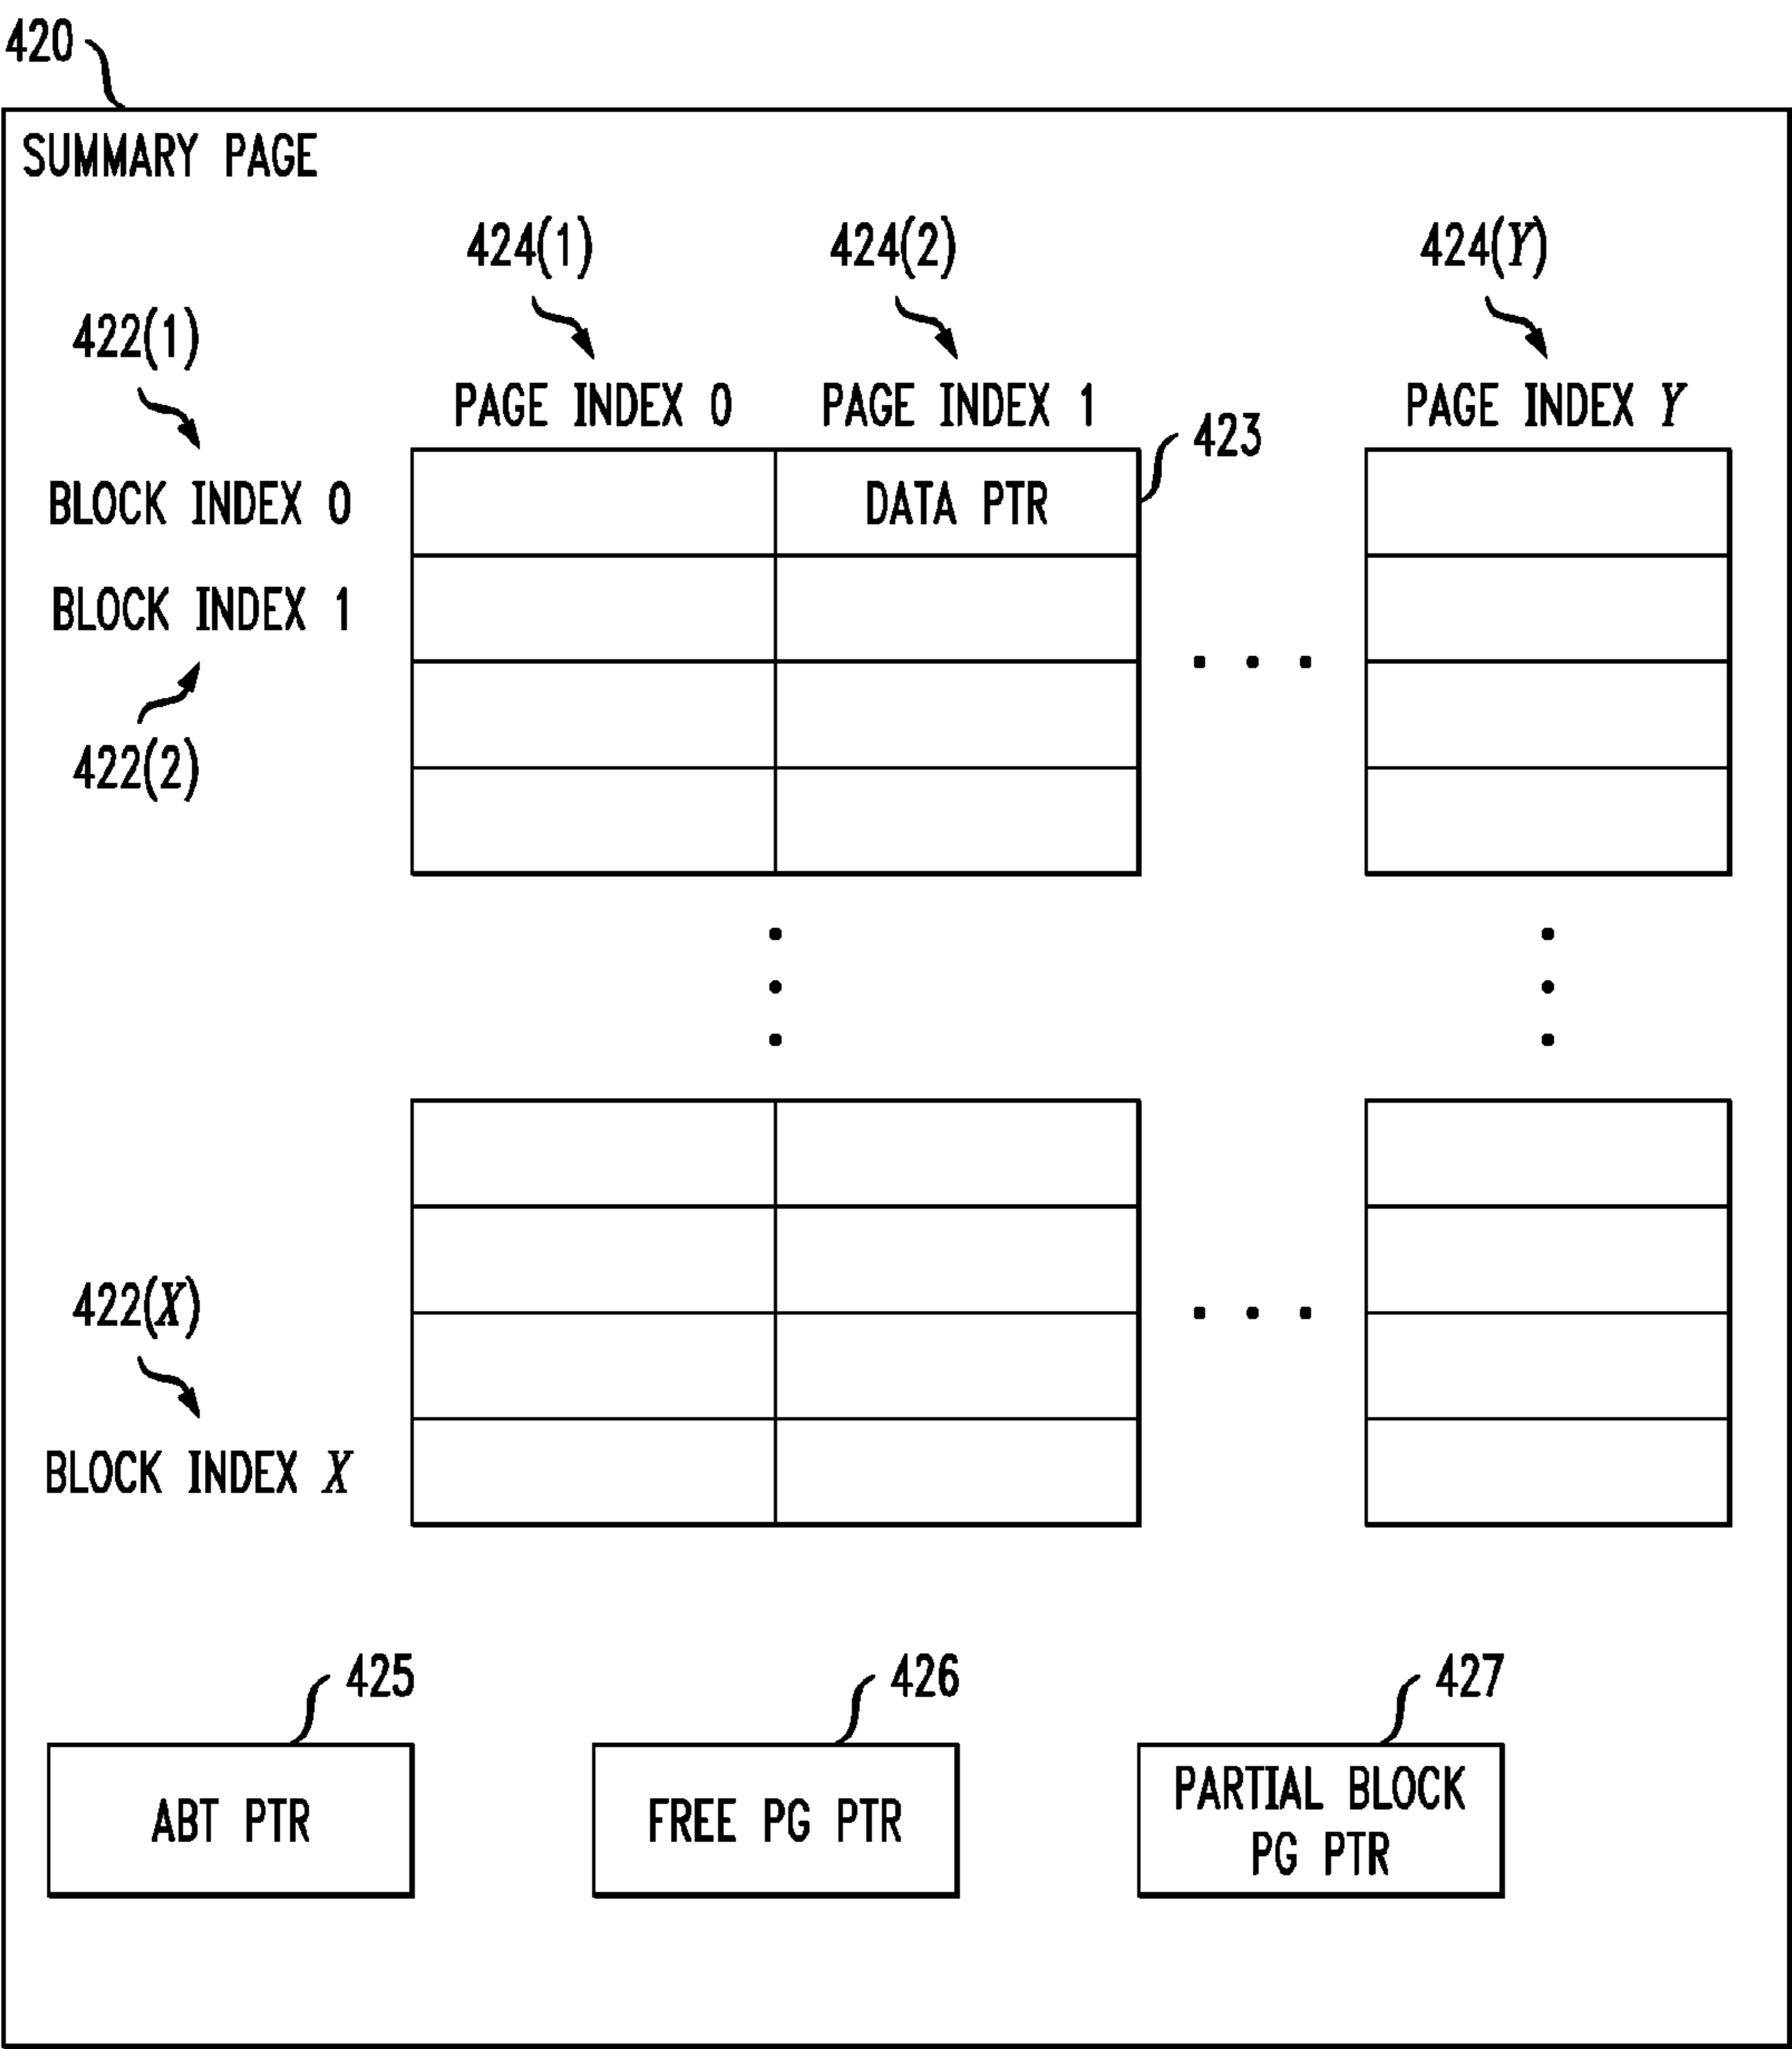 420
SUMMARY PAGE
424(1) 424(2) 424(Y)
422(1)
PAGE INDEX 0 PAGE INDEX 1 PAGE INDEX Y
423
BLOCK INDEX 0 DATA PTR
BLOCK INDEX 1
422(2)
422(X)
BLOCK INDEX X
425 426 427
ABT PTR FREE PG PTR PARTIAL BLOCK
PG PTR